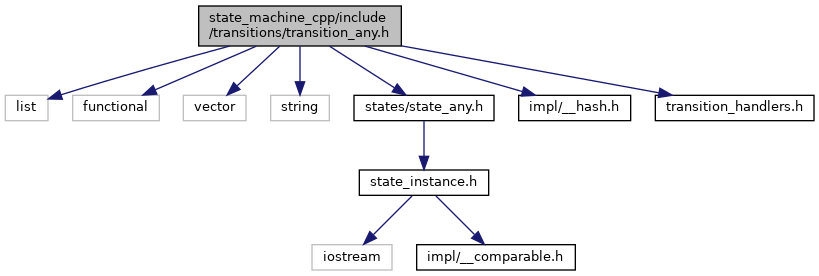 state_machine_cpp/include
/transitions/transition_any.h
list
functional
vector
string
states/state_any.h
impl/__hash.h
transition_handlers.h
state_instance.h
iostream
impl/__comparable.h